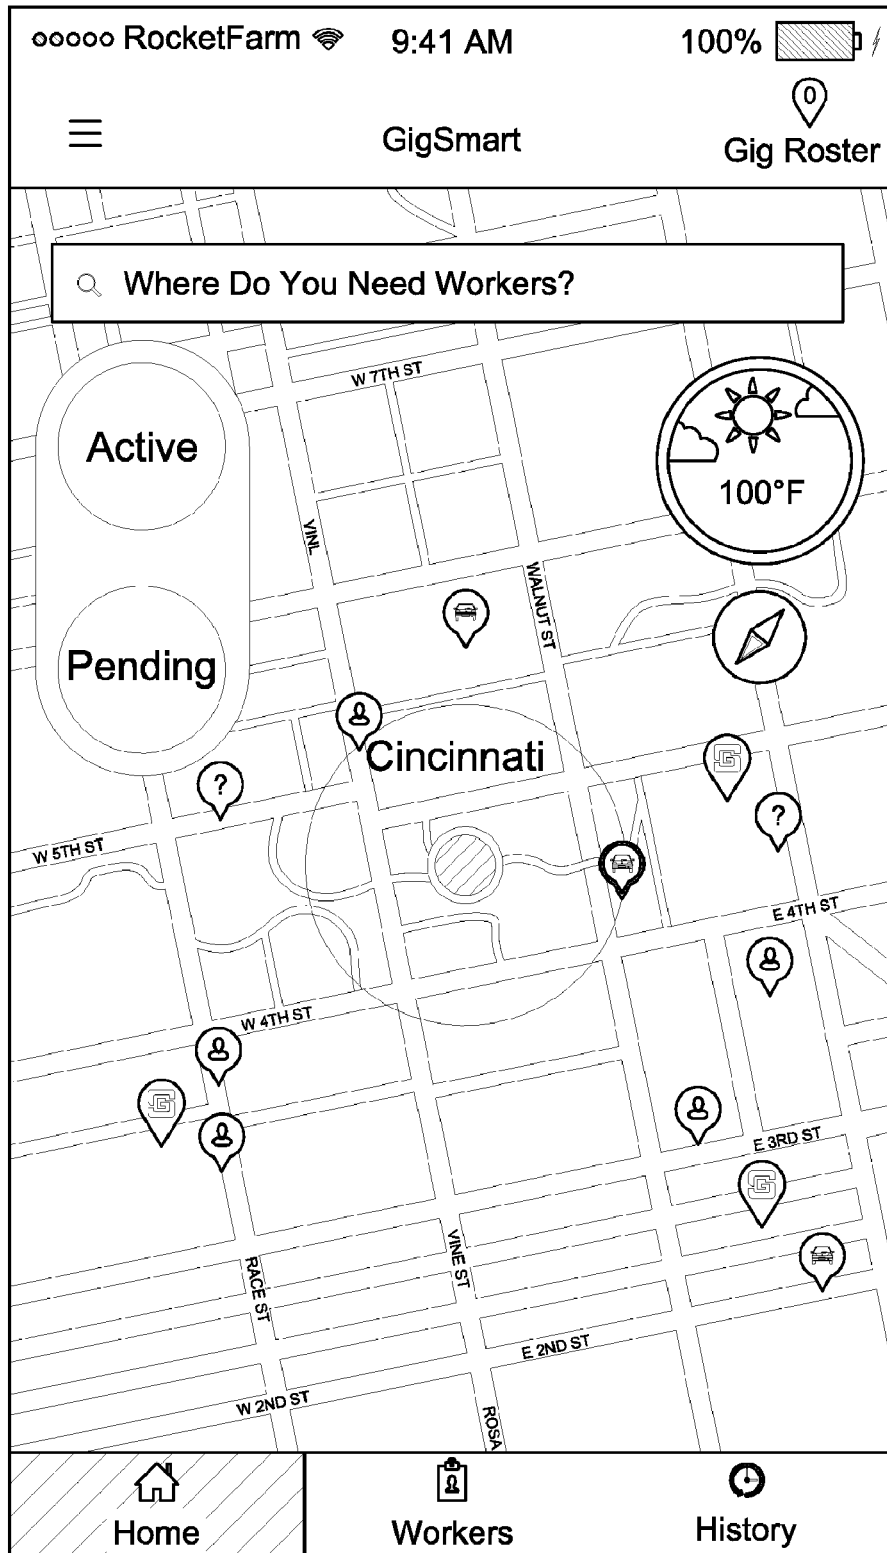 RocketFarm 9:41 AM 100%
0
GigSmart
Gig Roster
Where Do You Need Workers?
W 7TH ST
Active
100°F
VINL
WALNUT ST
Pending
Cincinnati
?
?
W 5TH ST
E 4TH ST
W 4TH ST
E 3RD ST
RACE ST
VINE ST
E 2ND ST
W 2ND ST
ROSA
Home
Workers
History